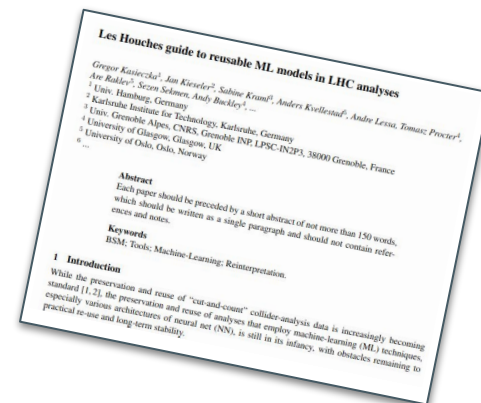 Les Houches guide to reusable ML models in LHC analyses
Gregor Kasieczka¹, Jan Kieseler², Sabine Kraml³, Anders Kvellestad⁵, Andre Lessa, Tomasz Procter⁴,
Are Raklev⁵, Sezen Sekmen, Andy Buckley⁴, ...
¹ Univ. Hamburg, Germany
² Karlsruhe Institute for Technology, Karlsruhe, Germany
³ Univ. Grenoble Alpes, CNRS, Grenoble INP, LPSC-IN2P3, 38000 Grenoble, France
⁴ University of Glasgow, Glasgow, UK
⁵ University of Oslo, Oslo, Norway
⁶ ...
Abstract
Each paper should be preceded by a short abstract of not more than 150 words,
which should be written as a single paragraph and should not contain refer-
ences and notes.
Keywords
BSM; Tools; Machine-Learning; Reinterpretation.
1 Introduction
While the preservation and reuse of "cut-and-count" collider-analysis data is increasingly becoming
standard [1, 2], the preservation and reuse of analyses that employ machine-learning (ML) techniques,
especially various architectures of neural net (NN), is still in its infancy, with obstacles remaining to
practical re-use and long-term stability.